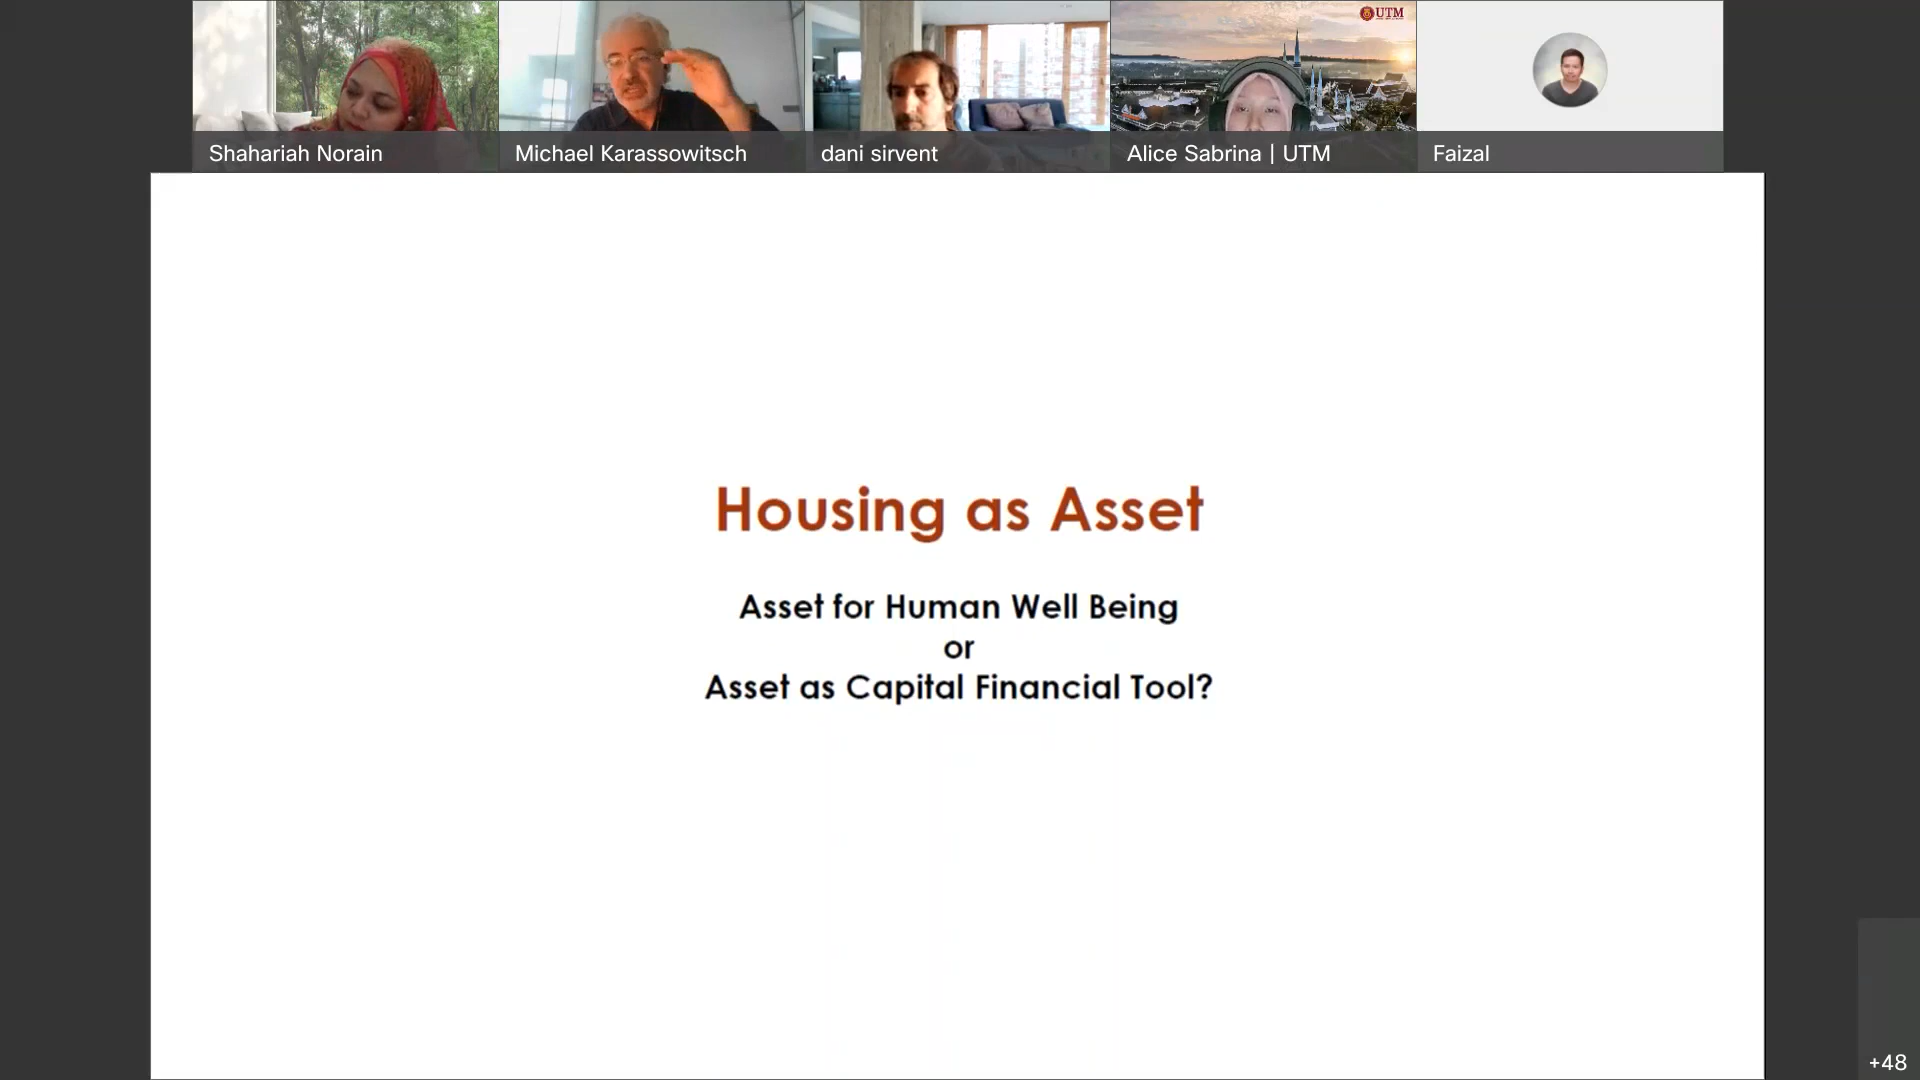 UTM
Shahariah Norain
Michael Karassowitsch
dani sirvent
Alice Sabrina | UTM
Faizal
Housing as Asset
Asset for Human Well Being
or
Asset as Capital Financial Tool?
+48